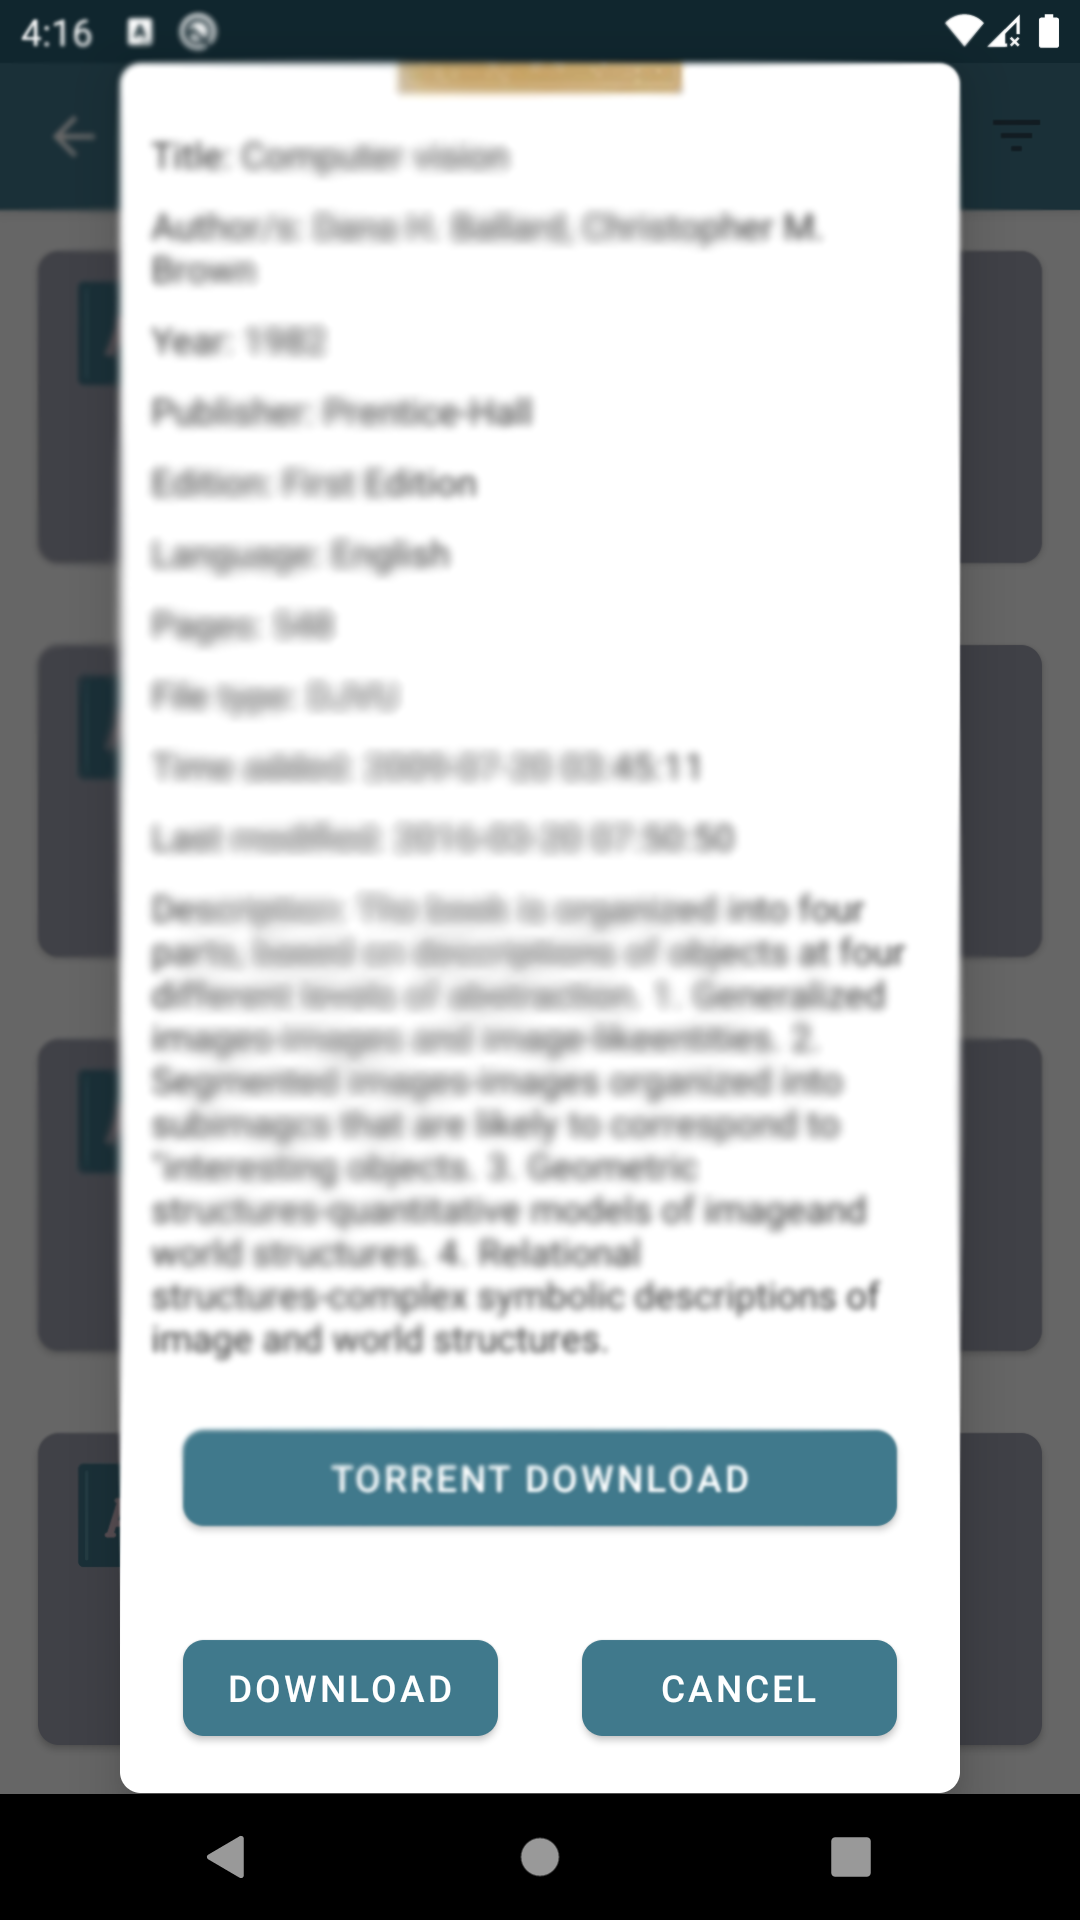 4:16
Title: Computer vision
Author/s: Dana H. Ballard, Christopher M.
Brown
Year: 1982
Publisher: Prentice-Hall
Edition: First Edition
Language: English
Pages: 548
File type: DJVU
Time added: 2009-07-20 03:45:11
Last modified: 2016-03-20 07:50:50
Description: The book is organized into four
parts, based on descriptions of objects at four
different levels of abstraction. 1. Generalized
images-images and image-likeentities. 2.
Segmented images-images organized into
subimagcs that are likely to correspond to
"interesting objects. 3. Geometric
structures-quantitative models of imageand
world structures. 4. Relational
structures-complex symbolic descriptions of
image and world structures.
TORRENT DOWNLOAD
DOWNLOAD CANCEL